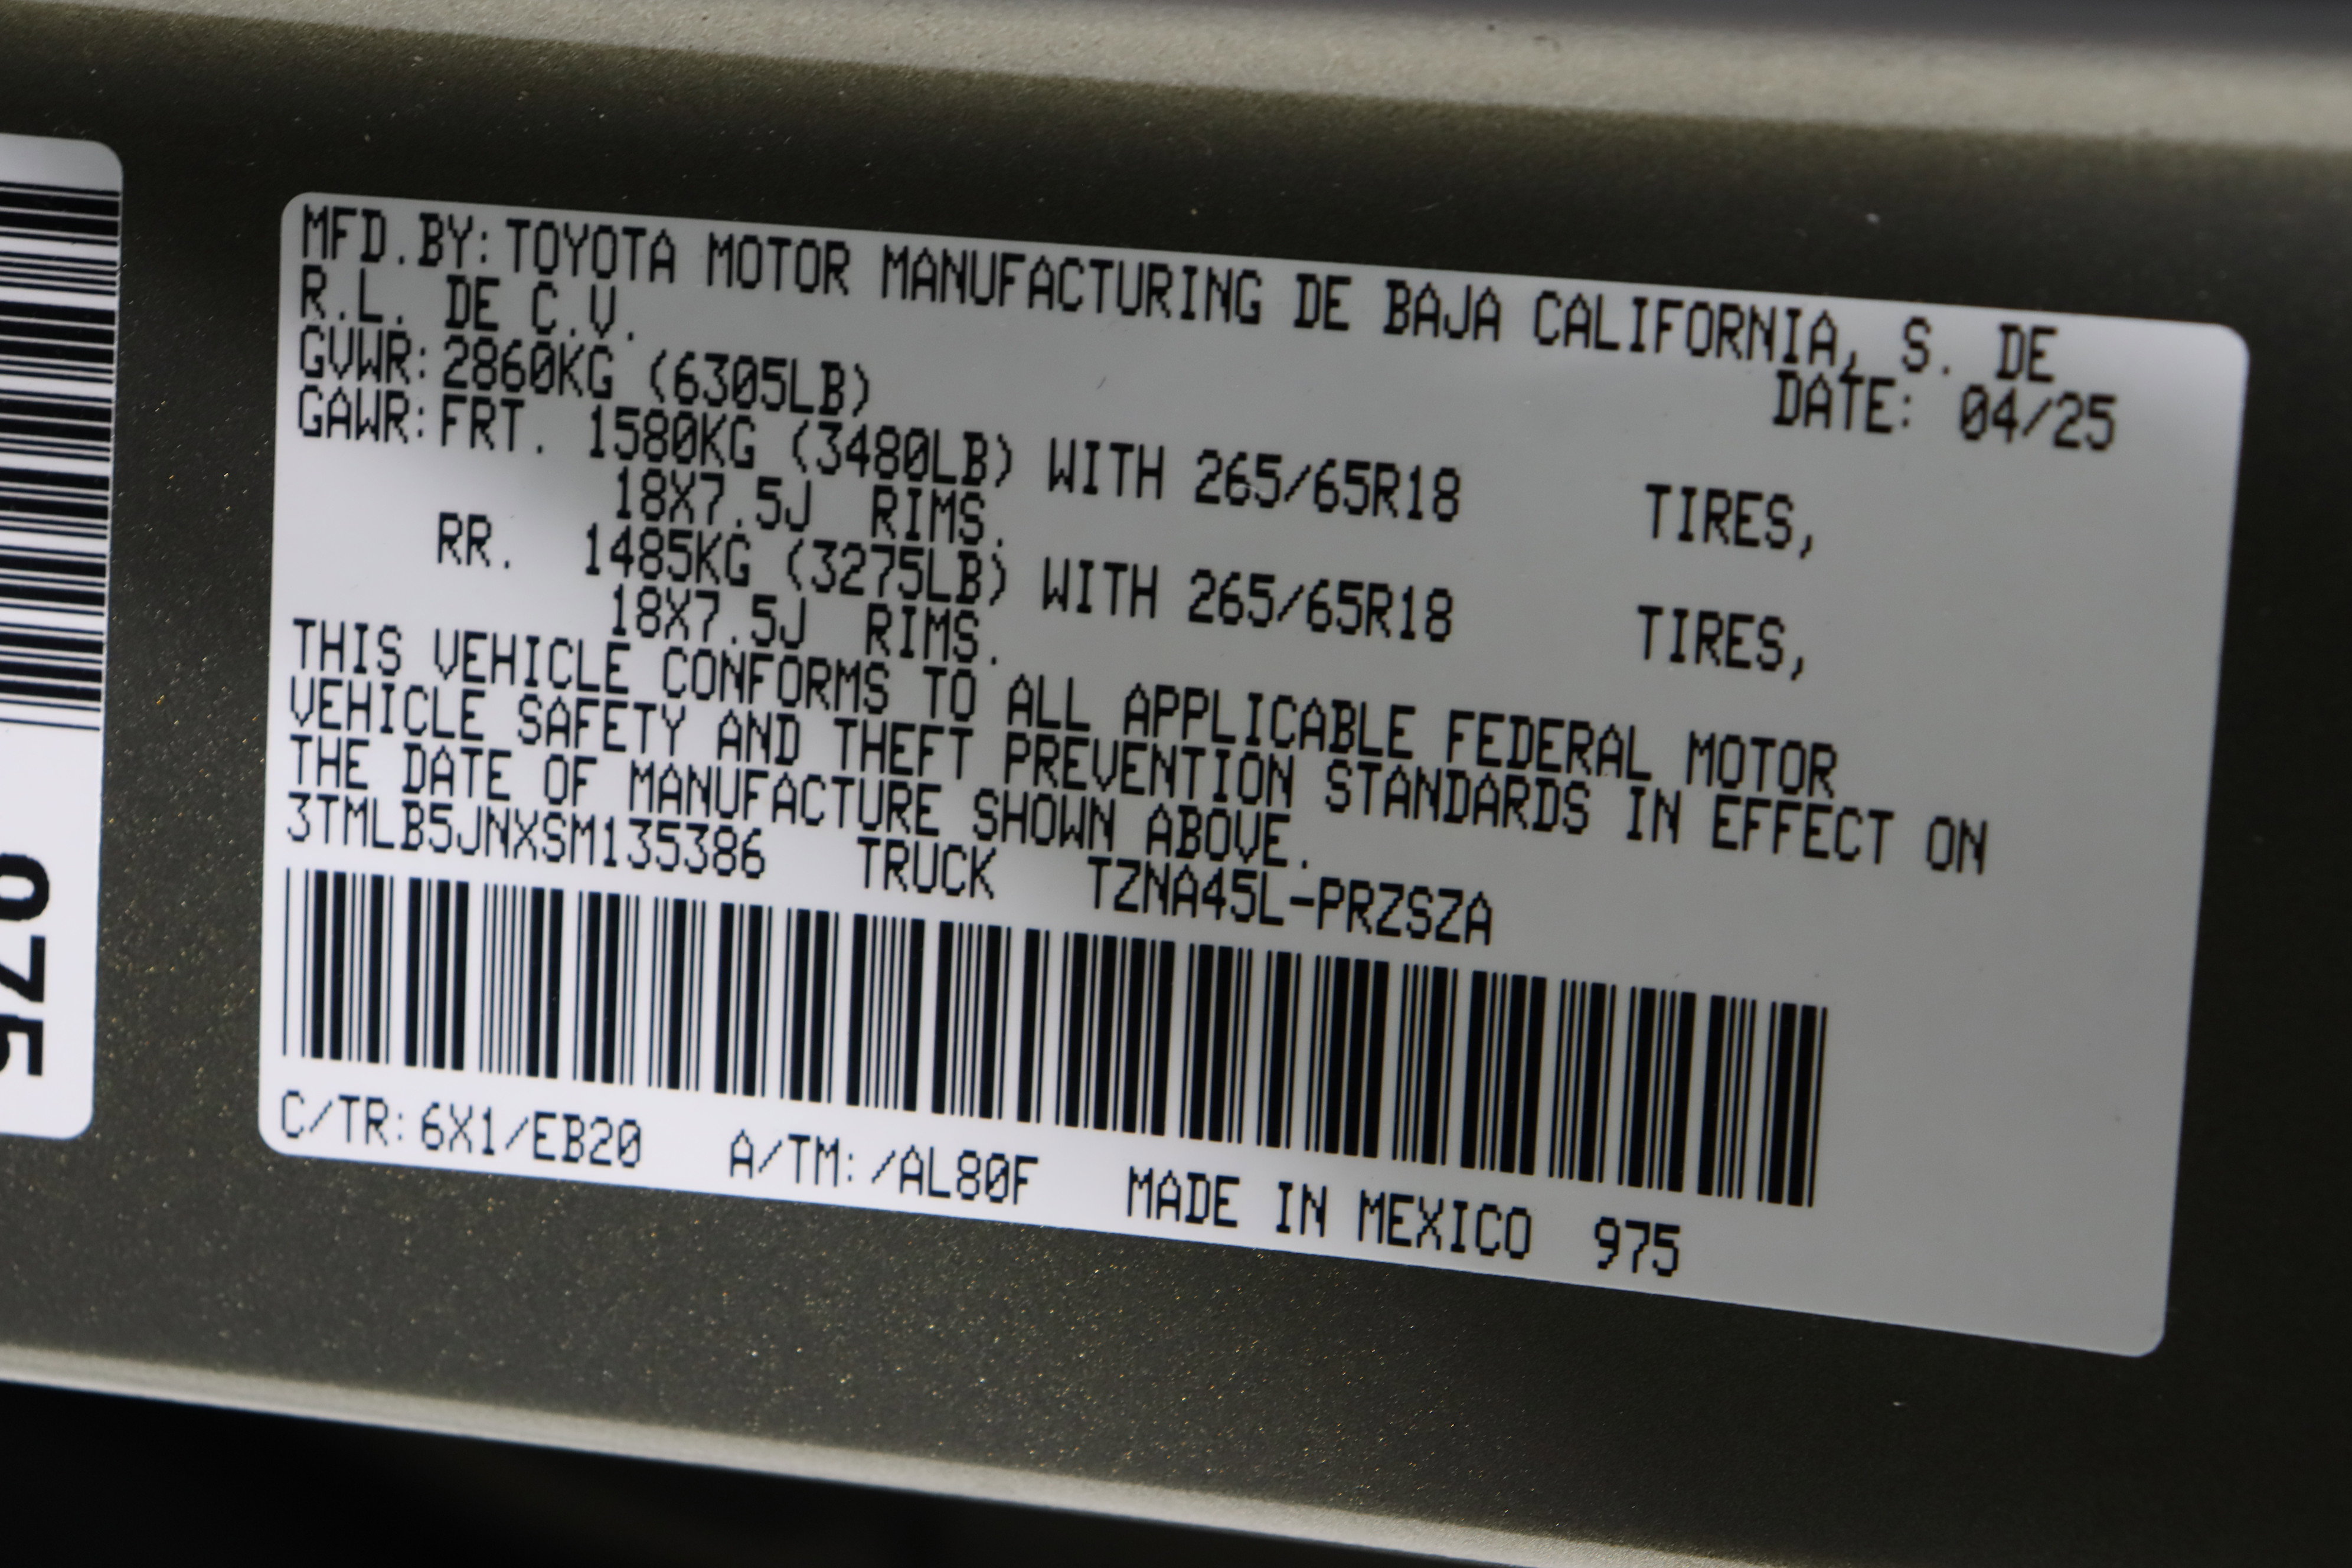 MFD.BY:TOYOTA MOTOR MANUFACTURING DE BAJA CALIFORNIA, S. DE
R.L. DE C.V. DATE: 04/25
GVWR:2860KG (6305LB)
GAWR:FRT. 1580KG (3480LB) WITH 265/65R18 TIRES,
18X7.5J RIMS.
RR. 1485KG (3275LB) WITH 265/65R18 TIRES,
18X7.5J RIMS.
THIS VEHICLE CONFORMS TO ALL APPLICABLE FEDERAL MOTOR
VEHICLE SAFETY AND THEFT PREVENTION STANDARDS IN EFFECT ON
THE DATE OF MANUFACTURE SHOWN ABOVE.
3TMLB5JNXSM135386 TRUCK TZNA45L-PRZSZA
C/TR:6X1/EB20 A/TM:/AL80F MADE IN MEXICO 975
975